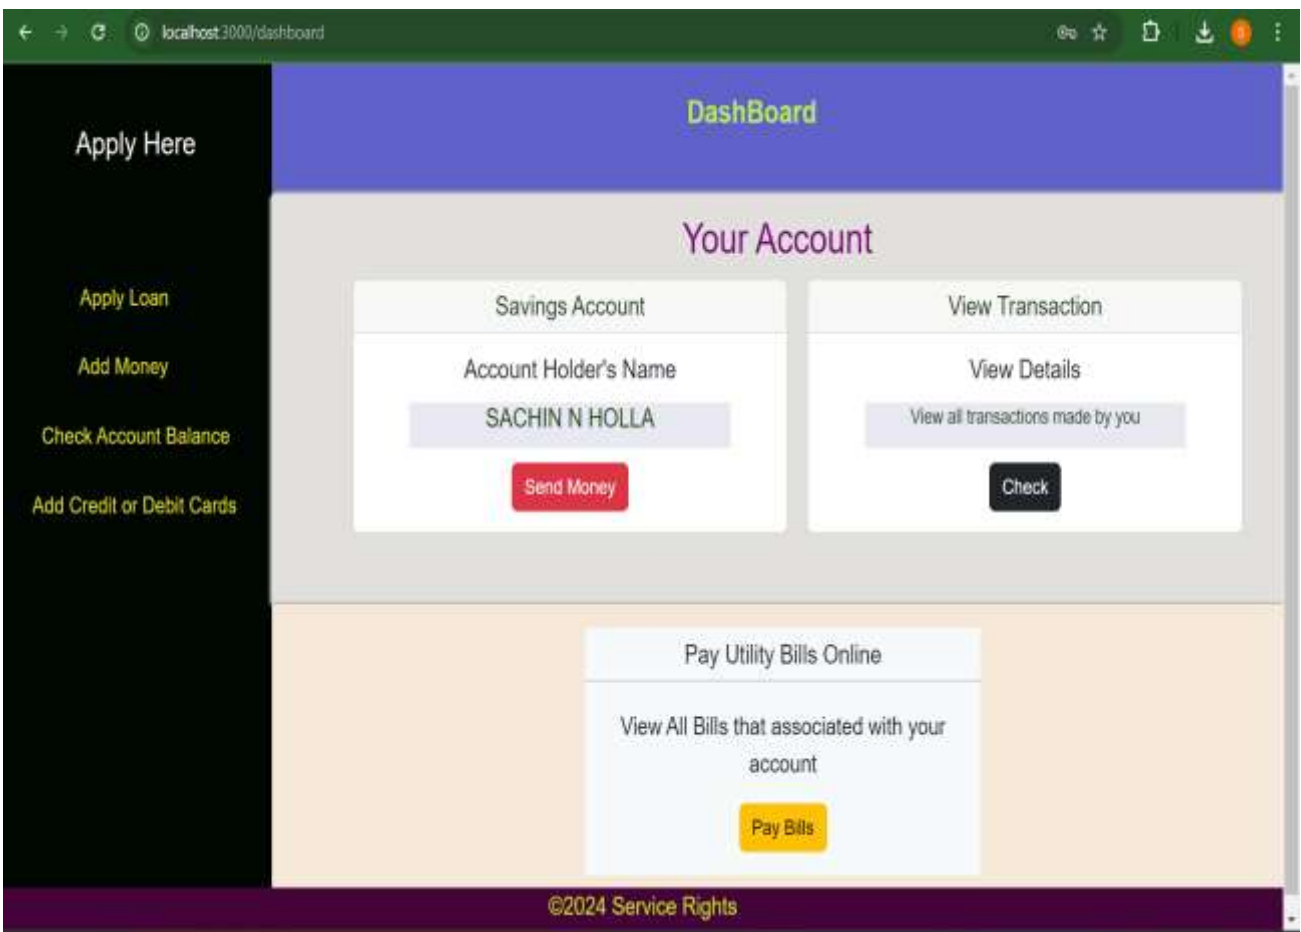 localhost:3000/dashboard
DashBoard
Apply Here
Your Account
Apply Loan
Add Money
Check Account Balance
Add Credit or Debit Cards
Savings Account
Account Holder's Name
SACHIN N HOLLA
Send Money
View Transaction
View Details
View all transactions made by you
Check
Pay Utility Bills Online
View All Bills that associated with your
account
Pay Bills
©2024 Service Rights